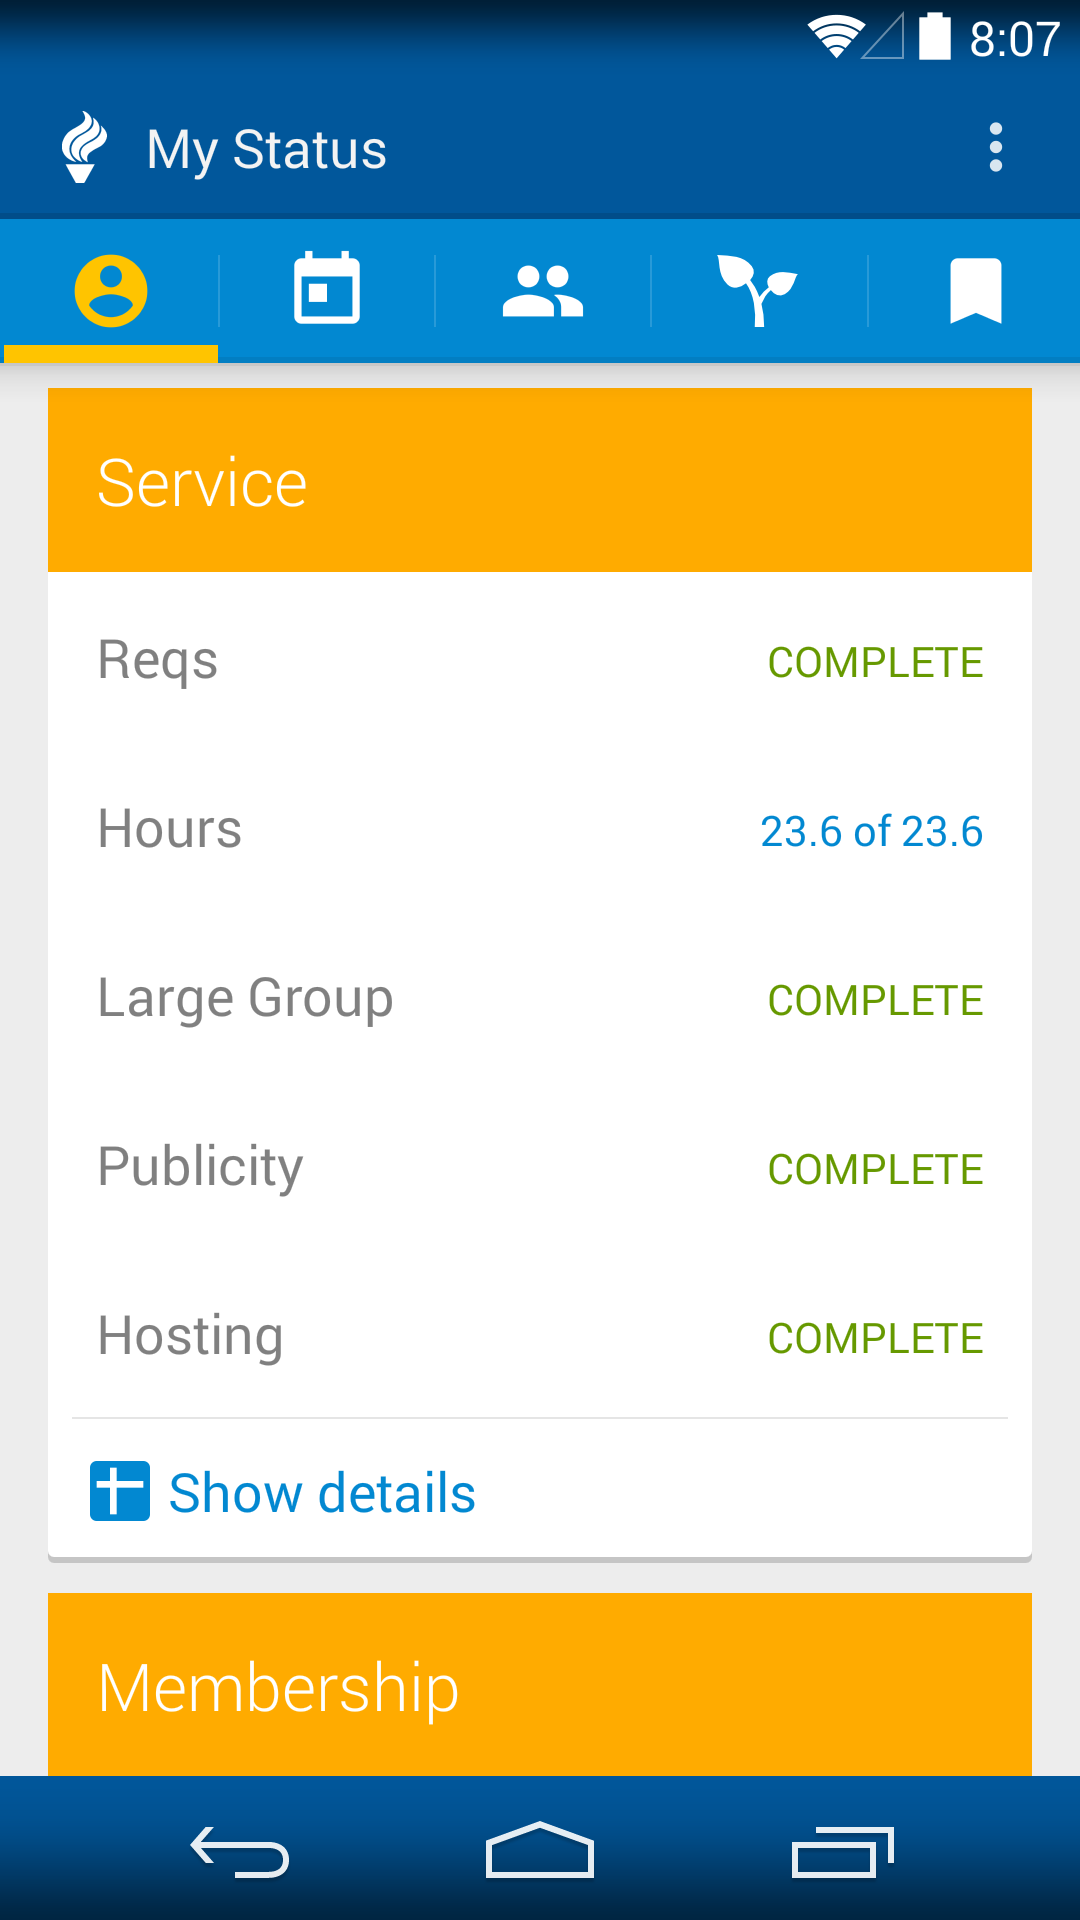 8:07
My Status
Service
Reqs COMPLETE
Hours 23.6 of 23.6
Large Group COMPLETE
Publicity COMPLETE
Hosting COMPLETE
Show details
Membership